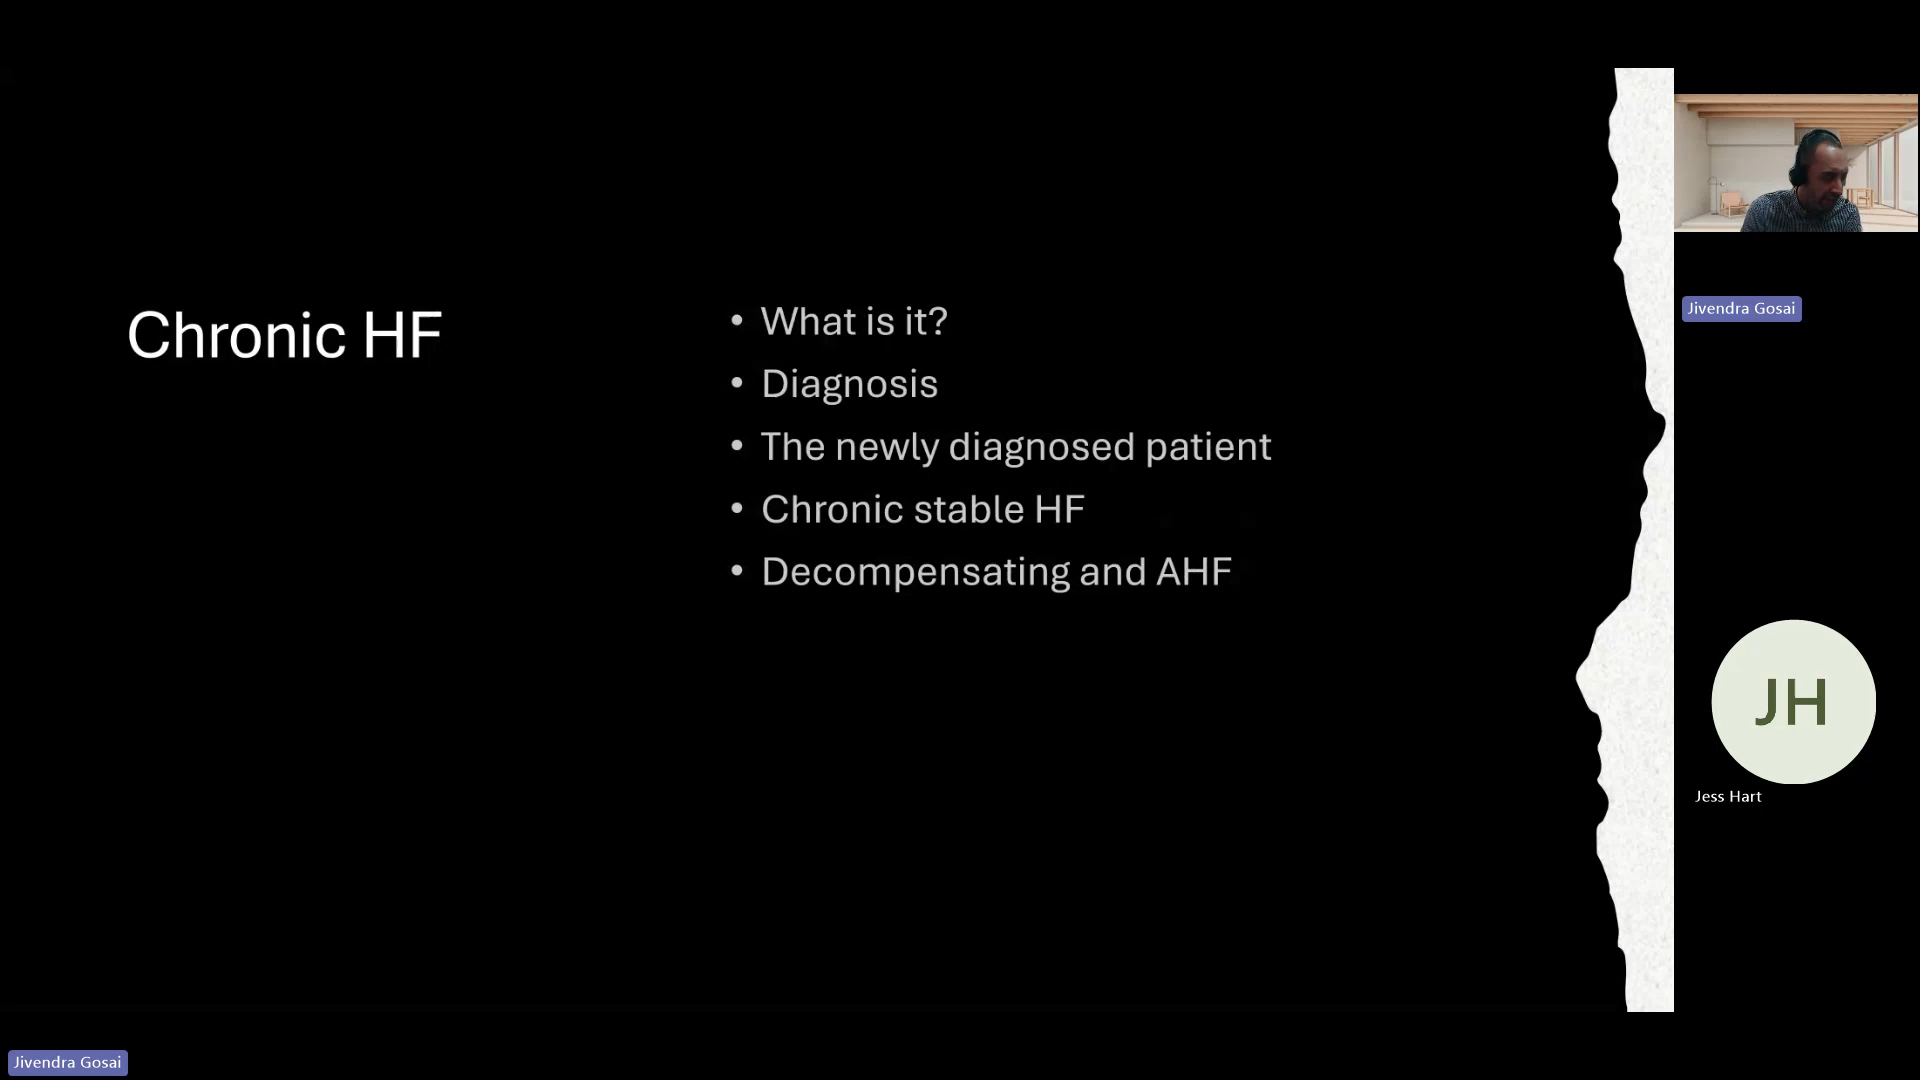 Chronic HF
• What is it?
• Diagnosis
• The newly diagnosed patient
• Chronic stable HF
• Decompensating and AHF
Jivendra Gosai
JH
Jess Hart
Jivendra Gosai